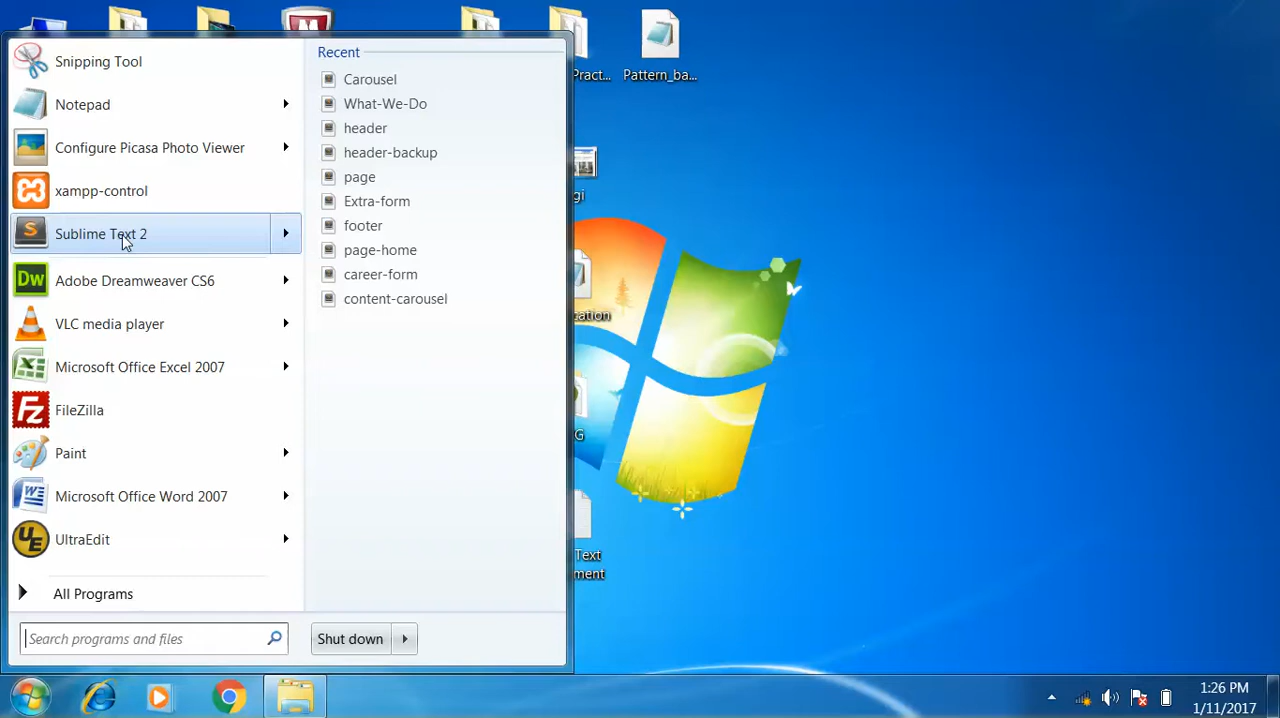 Snipping Tool
Notepad
Configure Picasa Photo Viewer
xampp-control
Sublime Text 2
Adobe Dreamweaver CS6
VLC media player
Microsoft Office Excel 2007
FileZilla
Paint
Microsoft Office Word 2007
UltraEdit
All Programs
Search programs and files
Recent
Carousel
What-We-Do
header
header-backup
page
Extra-form
footer
page-home
career-form
content-carousel
Shut down
Pract...
Pattern_ba...
gi
cation
G
Text
ment
1:26 PM
1/11/2017